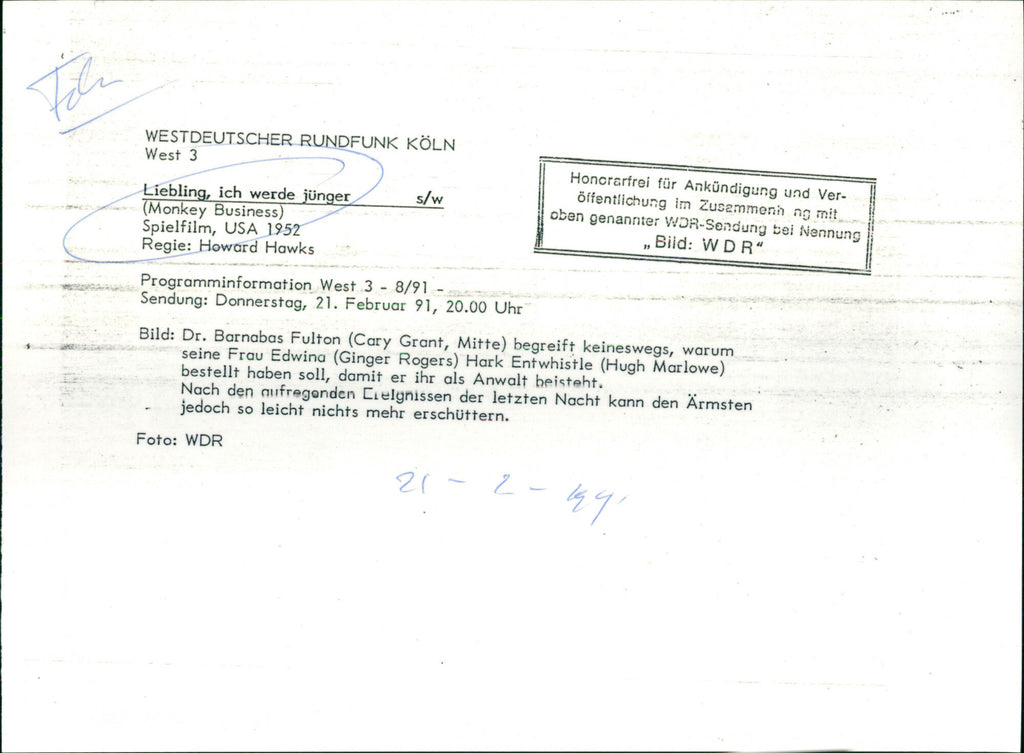 WESTDEUTSCHER RUNDFUNK KÖLN
West 3
Liebling, ich werde jünger s/w
(Monkey Business)
Spielfilm, USA 1952
Regie: Howard Hawks
Honorarfrei für Ankündigung und Ver-
öffentlichung im Zusammenh ng mit
oben genannter WDR-Sendung bei Nennung
„Bild: WDR“
Programminformation West 3 - 8/91 -
Sendung: Donnerstag, 21. Februar 91, 20.00 Uhr
Bild: Dr. Barnabas Fulton (Cary Grant, Mitte) begreift keineswegs, warum
seine Frau Edwina (Ginger Rogers) Hark Entwhistle (Hugh Marlowe)
bestellt haben soll, damit er ihr als Anwalt beisteht.
Nach den aufregenden Ereignissen der letzten Nacht kann den Ärmsten
jedoch so leicht nichts mehr erschüttern.
Foto: WDR
21 - 2 -